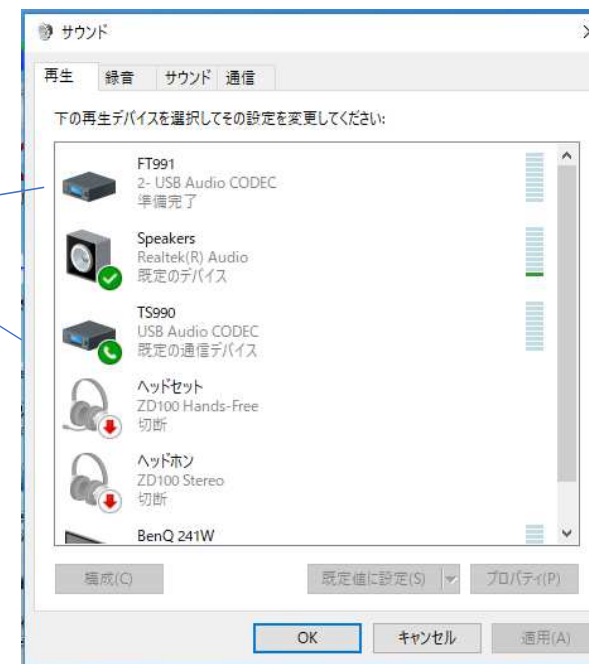 サウンド
再生 録音 サウンド 通信
下の再生デバイスを選択してその設定を変更してください:
FT991
2- USB Audio CODEC
準備完了
Speakers
Realtek(R) Audio
既定のデバイス
TS990
USB Audio CODEC
既定の通信デバイス
ヘッドセット
ZD100 Hands-Free
切断
ヘッドホン
ZD100 Stereo
切断
BenQ 241W
構成(C) 既定値に設定(S) プロパティ(P)
OK キャンセル 適用(A)